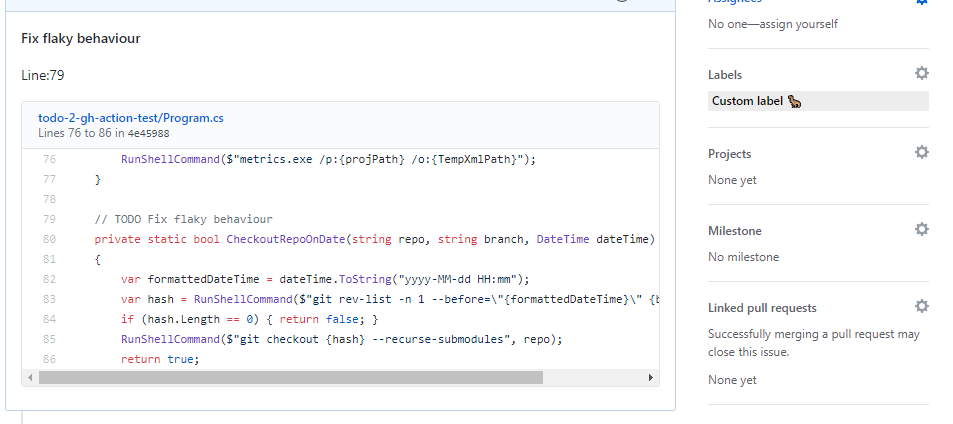 Fix flaky behaviour
Line:79
todo-2-gh-action-test/Program.cs
Lines 76 to 86 in 4e45988
76 RunShellCommand($"metrics.exe /p:{projPath} /o:{TempXmlPath}");
77 }
78
79 // TODO Fix flaky behaviour
80 private static bool CheckoutRepoOnDate(string repo, string branch, DateTime dateTime)
81 {
82 var formattedDateTime = dateTime.ToString("yyyy-MM-dd HH:mm");
83 var hash = RunShellCommand($"git rev-list -n 1 --before=\"{formattedDateTime}\" {b
84 if (hash.Length == 0) { return false; }
85 RunShellCommand($"git checkout {hash} --recurse-submodules", repo);
86 return true;
Assignees
No one—assign yourself
Labels
Custom label
Projects
None yet
Milestone
No milestone
Linked pull requests
Successfully merging a pull request may
close this issue.
None yet